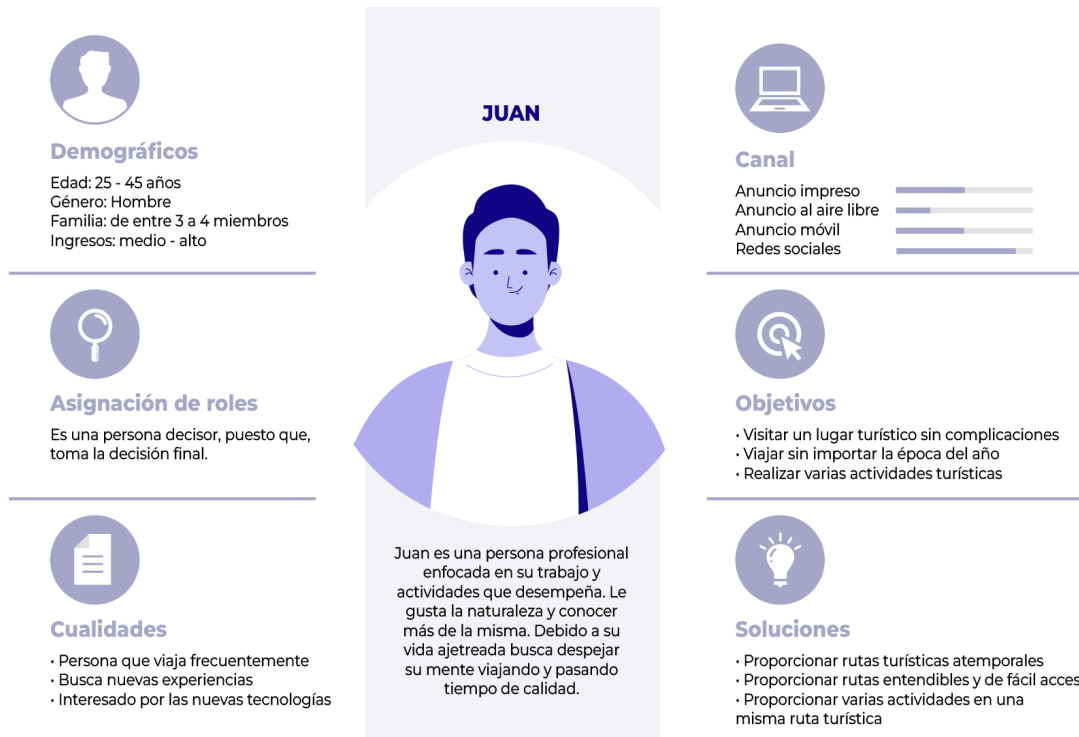 JUAN
Demográficos
Edad: 25 - 45 años
Género: Hombre
Familia: de entre 3 a 4 miembros
Ingresos: medio - alto
Asignación de roles
Es una persona decisor, puesto que,
toma la decisión final.
Cualidades
· Persona que viaja frecuentemente
· Busca nuevas experiencias
· Interesado por las nuevas tecnologías
Juan es una persona profesional
enfocada en su trabajo y
actividades que desempeña. Le
gusta la naturaleza y conocer
más de la misma. Debido a su
vida ajetreada busca despejar
su mente viajando y pasando
tiempo de calidad.
Canal
Anuncio impreso
Anuncio al aire libre
Anuncio móvil
Redes sociales
Objetivos
· Visitar un lugar turístico sin complicaciones
· Viajar sin importar la época del año
· Realizar varias actividades turísticas
Soluciones
· Proporcionar rutas turísticas atemporales
· Proporcionar rutas entendibles y de fácil acces
· Proporcionar varias actividades en una
misma ruta turística